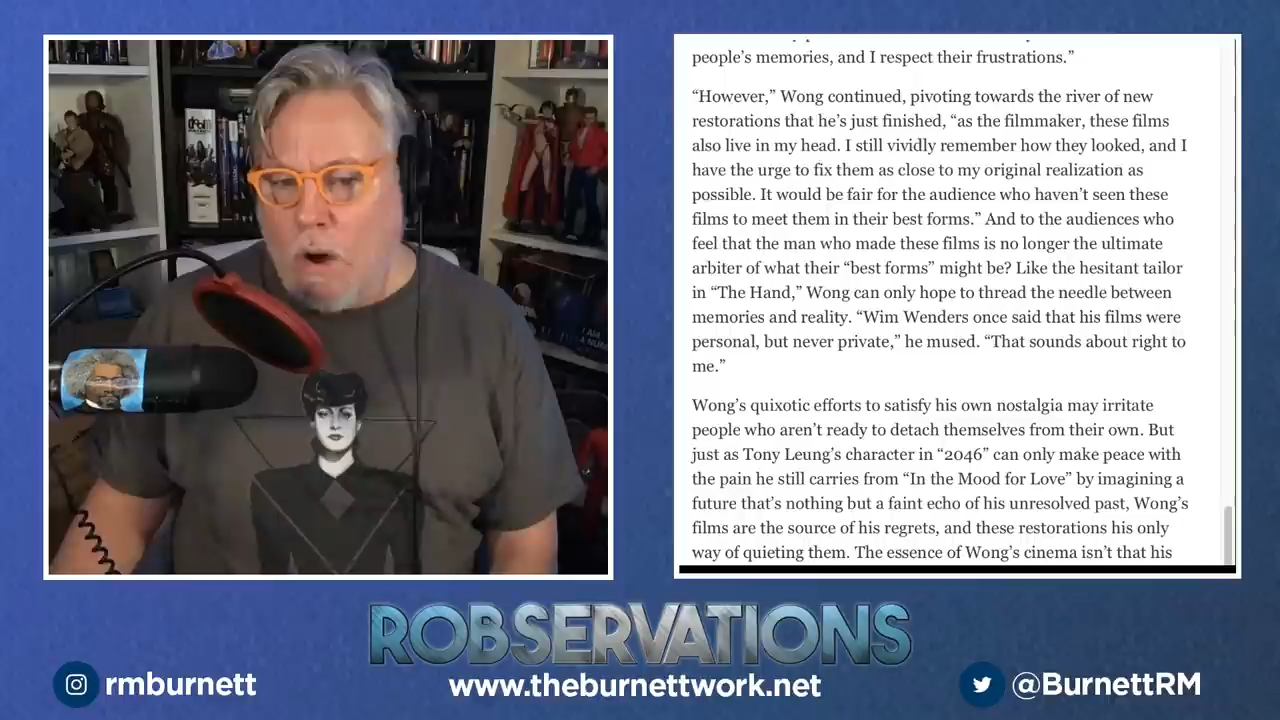 people’s memories, and I respect their frustrations.”
“However,” Wong continued, pivoting towards the river of new
restorations that he’s just finished, “as the filmmaker, these films
also live in my head. I still vividly remember how they looked, and I
have the urge to fix them as close to my original realization as
possible. It would be fair for the audience who haven’t seen these
films to meet them in their best forms.” And to the audiences who
feel that the man who made these films is no longer the ultimate
arbiter of what their “best forms” might be? Like the hesitant tailor
in “The Hand,” Wong can only hope to thread the needle between
memories and reality. “Wim Wenders once said that his films were
personal, but never private,” he mused. “That sounds about right to
me.”
Wong’s quixotic efforts to satisfy his own nostalgia may irritate
people who aren’t ready to detach themselves from their own. But
just as Tony Leung’s character in “2046” can only make peace with
the pain he still carries from “In the Mood for Love” by imagining a
future that’s nothing but a faint echo of his unresolved past, Wong’s
films are the source of his regrets, and these restorations his only
way of quieting them. The essence of Wong’s cinema isn’t that his
ROBSERVATIONS
rmburnett
www.theburnettwork.net
@BurnettRM